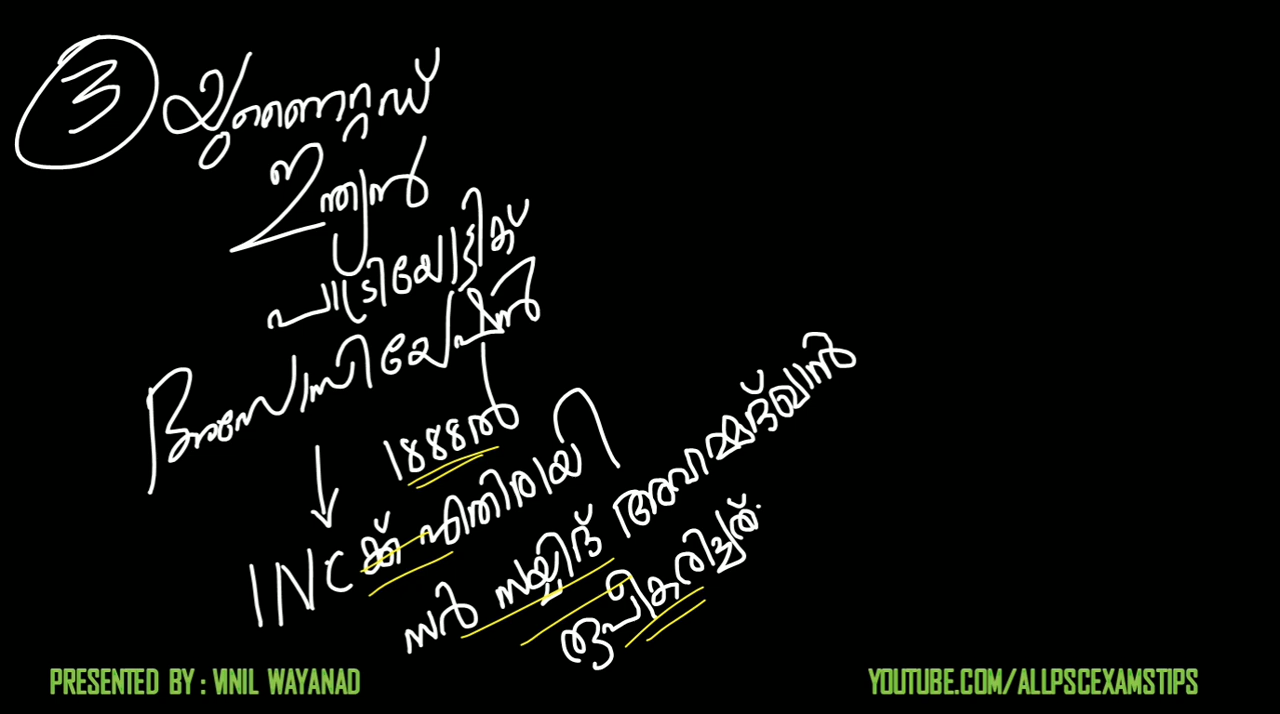 3 യുണൈറ്റഡ്
ഇന്ത്യൻ
പാട്രിയോട്ടിക്
അസോസിയേഷൻ
1888ൽ
INC ക്ക് എതിരായി
സർ സയ്യിദ് അഹമ്മദ്ഖാൻ
രൂപീകരിച്ചത്.
PRESENTED BY : VINIL WAYANAD
YOUTUBE.COM/ALLPSCEXAMSTIPS